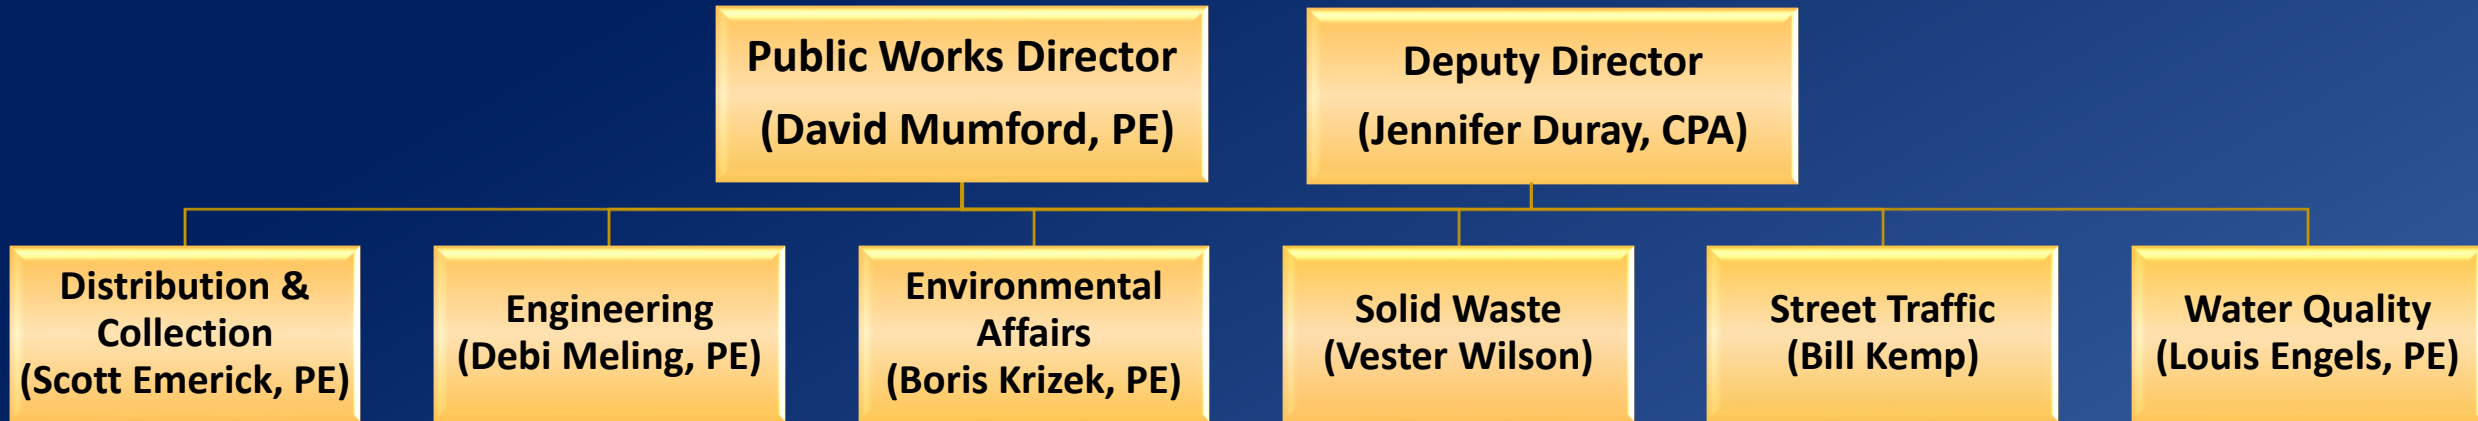 Public Works Director
(David Mumford, PE)
Deputy Director
(Jennifer Duray, CPA)
Distribution &
Collection
(Scott Emerick, PE)
Engineering
(Debi Meling, PE)
Environmental
Affairs
(Boris Krizek, PE)
Solid Waste
(Vester Wilson)
Street Traffic
(Bill Kemp)
Water Quality
(Louis Engels, PE)